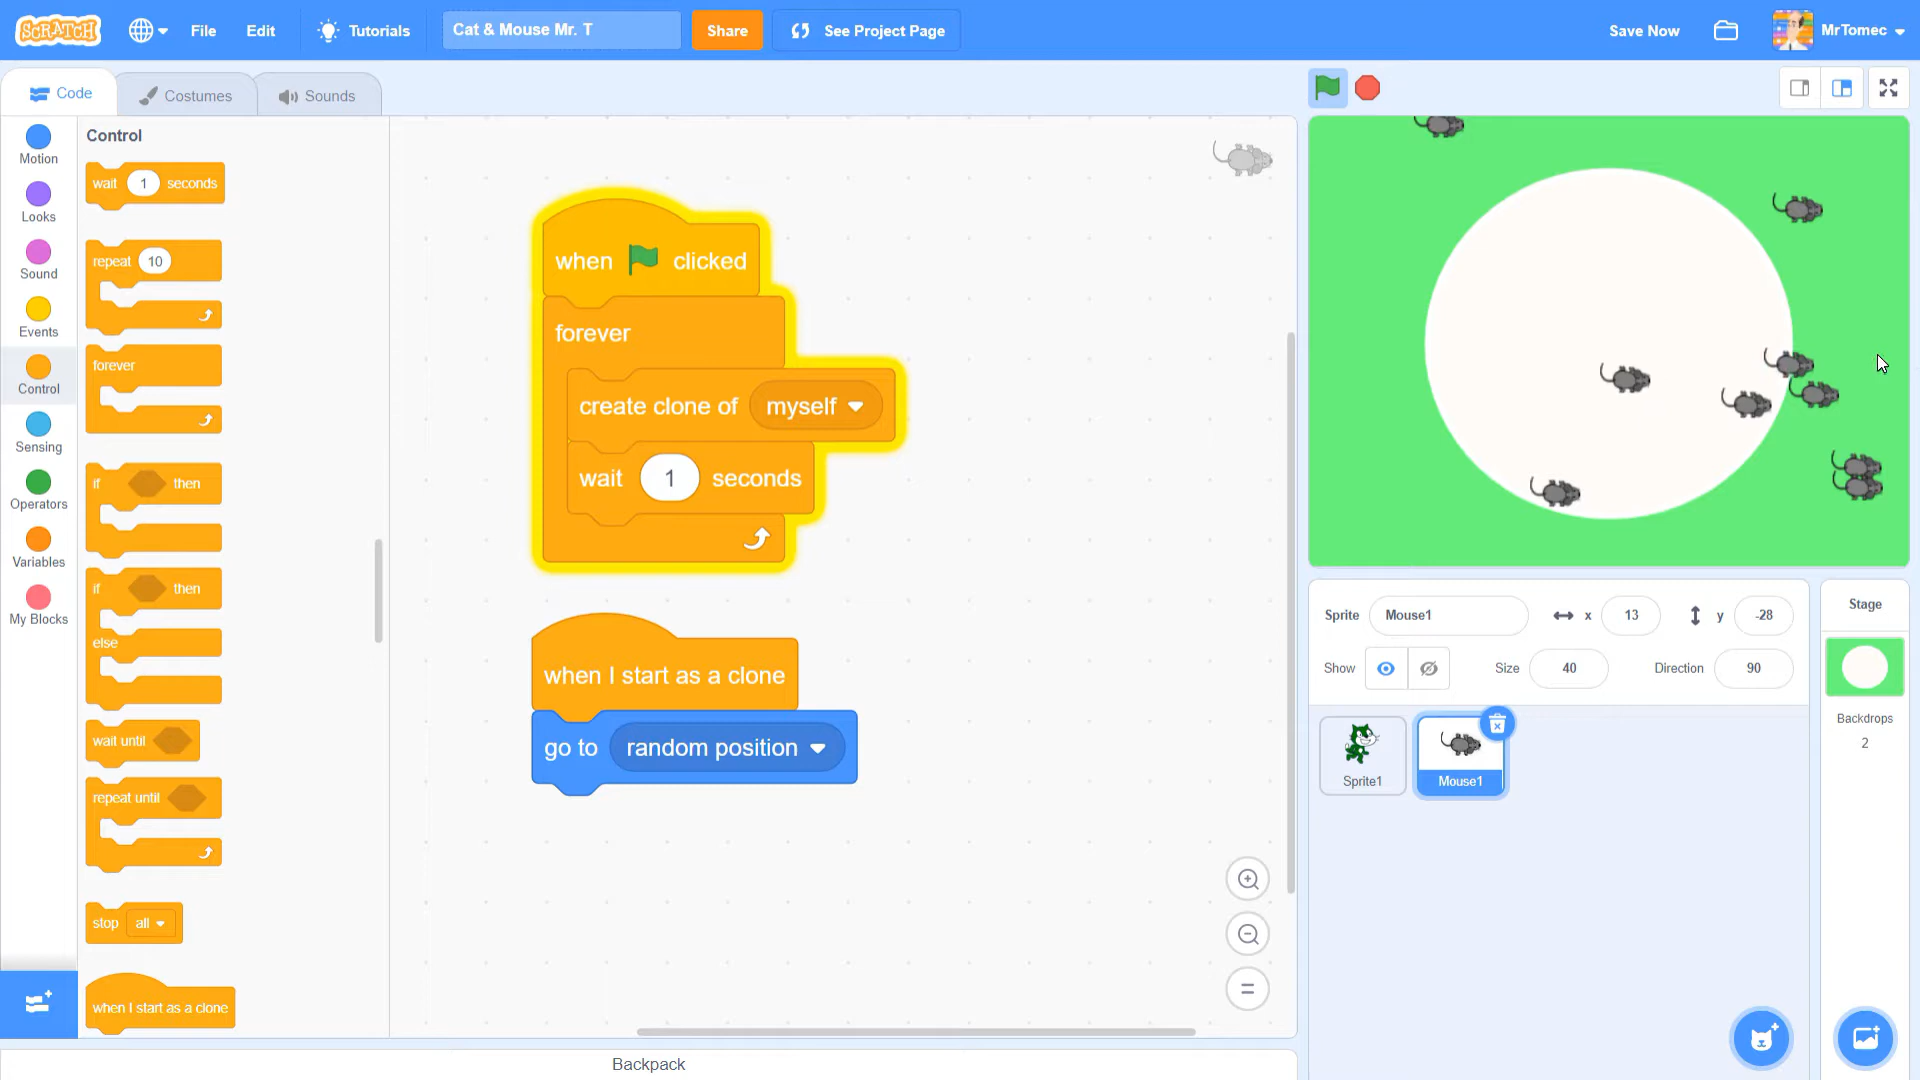 SCRATCH
File
Edit
Tutorials
Cat & Mouse Mr. T
Share
See Project Page
Save Now
MrTomec
Code
Costumes
Sounds
Motion
Looks
Sound
Events
Control
Sensing
Operators
Variables
My Blocks
Control
wait 1 seconds
repeat 10
forever
if then
if then
else
wait until
repeat until
stop all
when I start as a clone
when clicked
forever
create clone of myself
wait 1 seconds
when I start as a clone
go to random position
Backpack
Sprite Mouse1 x 13 y -28
Show Size 40 Direction 90
Sprite1
Mouse1
Stage
Backdrops
2